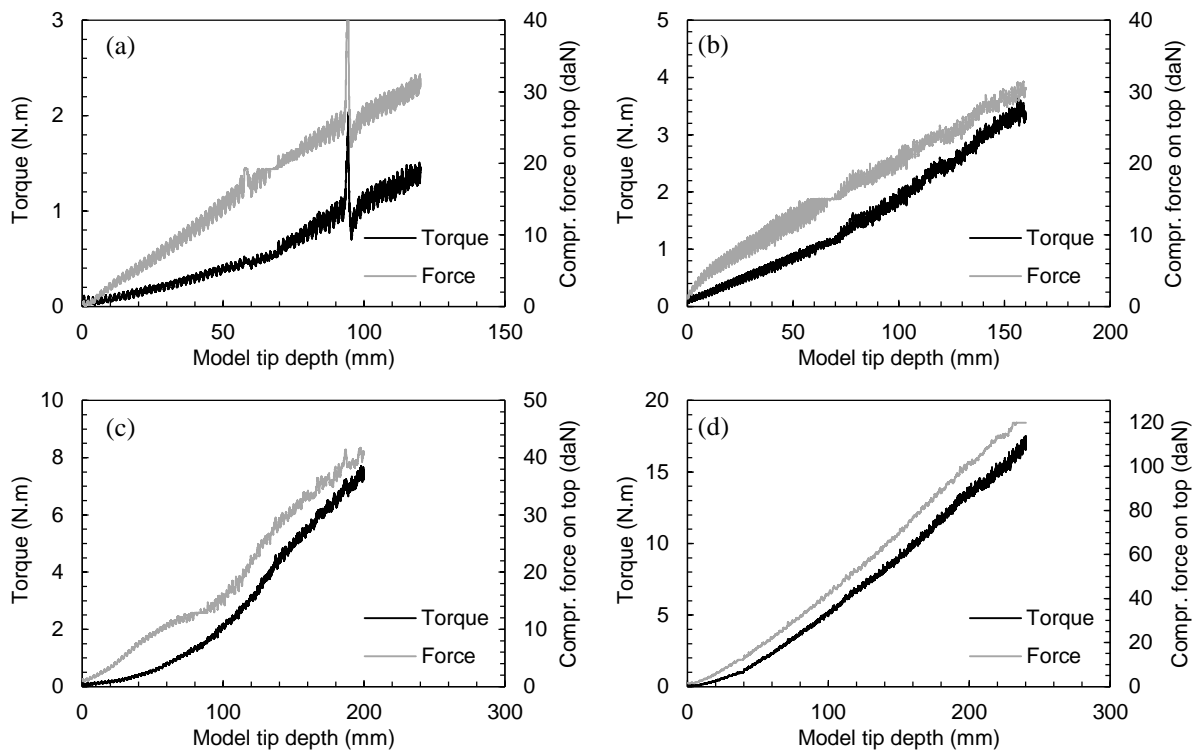 (a)
Torque (N.m)
3
2
1
0
40
30
20
10
0
Compr. force on top (daN)
Torque
Force
0
50
100
150
Model tip depth (mm)
(b)
Torque (N.m)
5
4
3
2
1
0
40
30
20
10
0
Compr. force on top (daN)
Torque
Force
0
50
100
150
200
Model tip depth (mm)
(c)
Torque (N.m)
10
8
6
4
2
0
50
40
30
20
10
0
Compr. force on top (daN)
Torque
Force
0
100
200
300
Model tip depth (mm)
(d)
Torque (N.m)
20
15
10
5
0
120
100
80
60
40
20
0
Compr. force on top (daN)
Torque
Force
0
100
200
300
Model tip depth (mm)